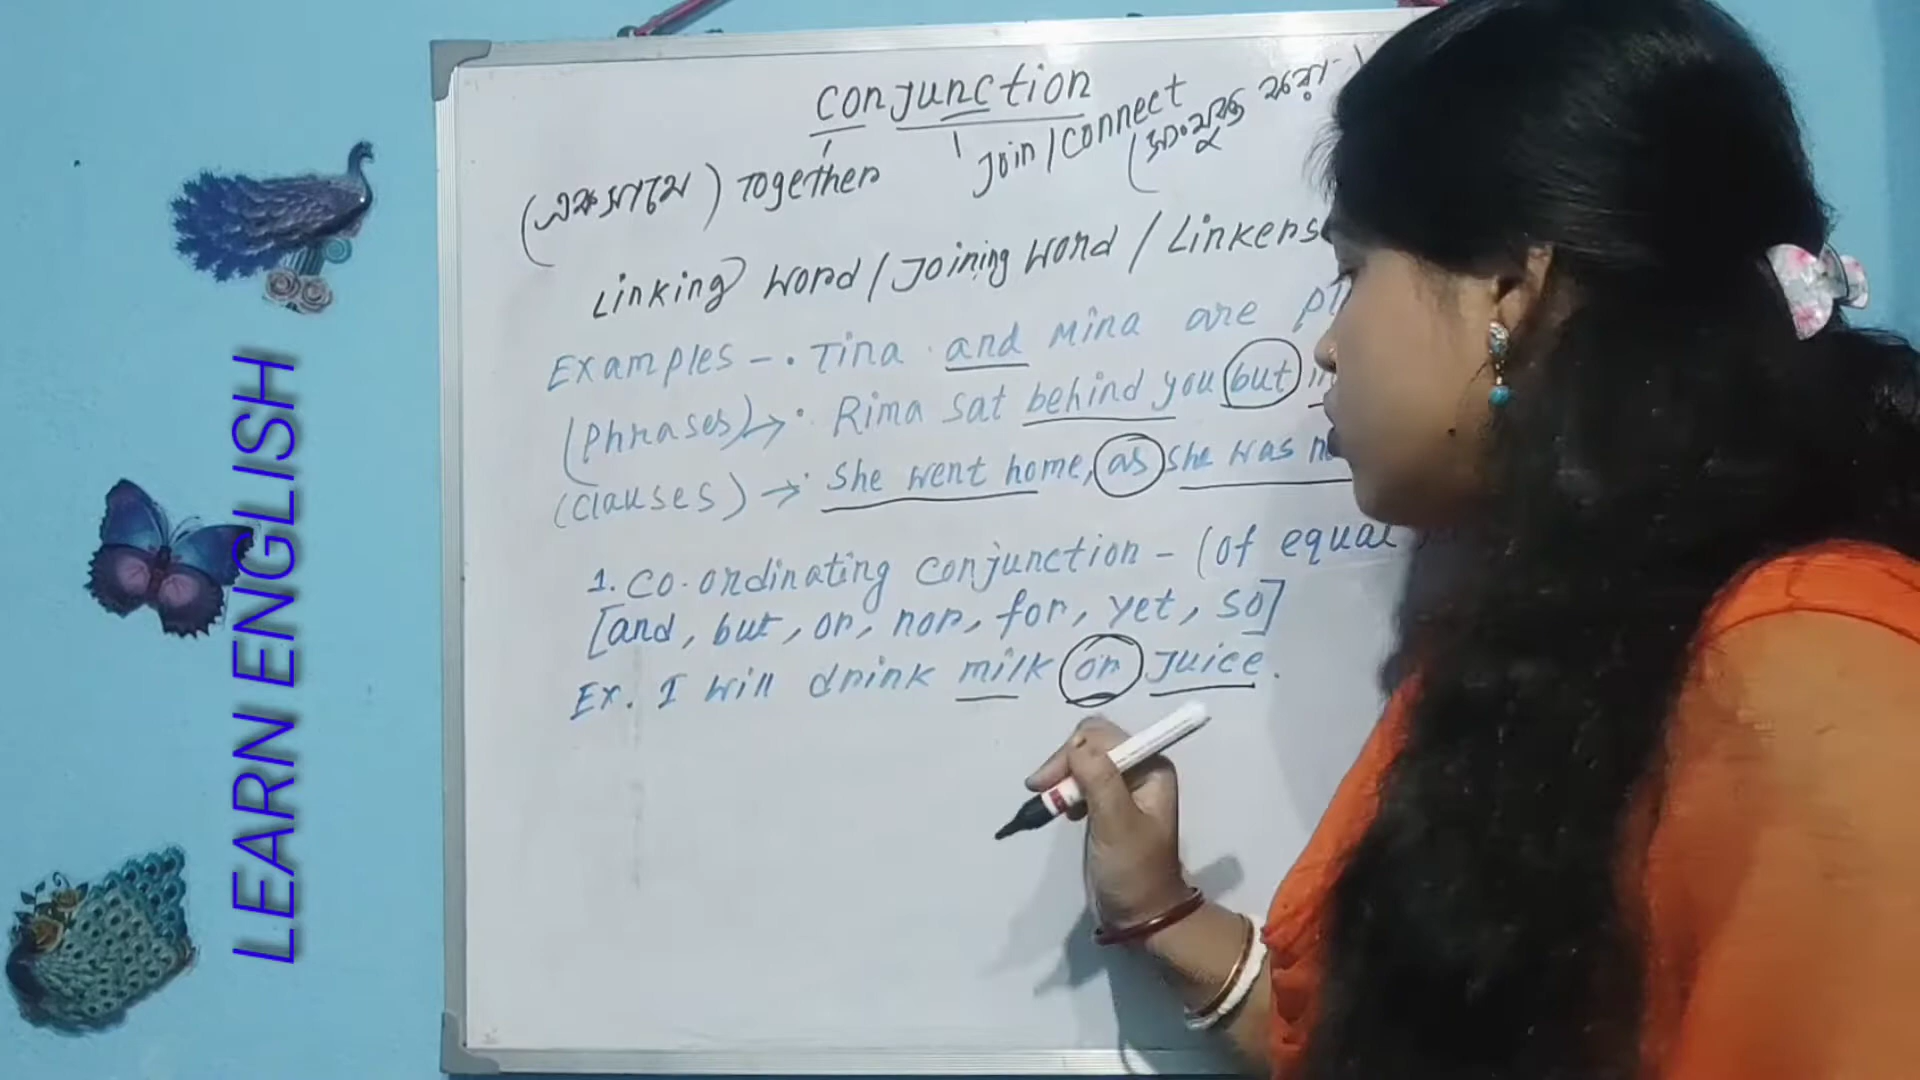 conjunction
(একসাথে) Together Join/connect (সংযুক্ত করা)
Linking word/Joining word/Linkers
Examples - • Tina and Mina are
(phrases) → • Rima sat behind you but
(clauses) → • She went home, as she was
1. co-ordinating conjunction - (of equal
[and, but, or, nor, for, yet, so]
Ex. I will drink milk or juice.
LEARN ENGLISH